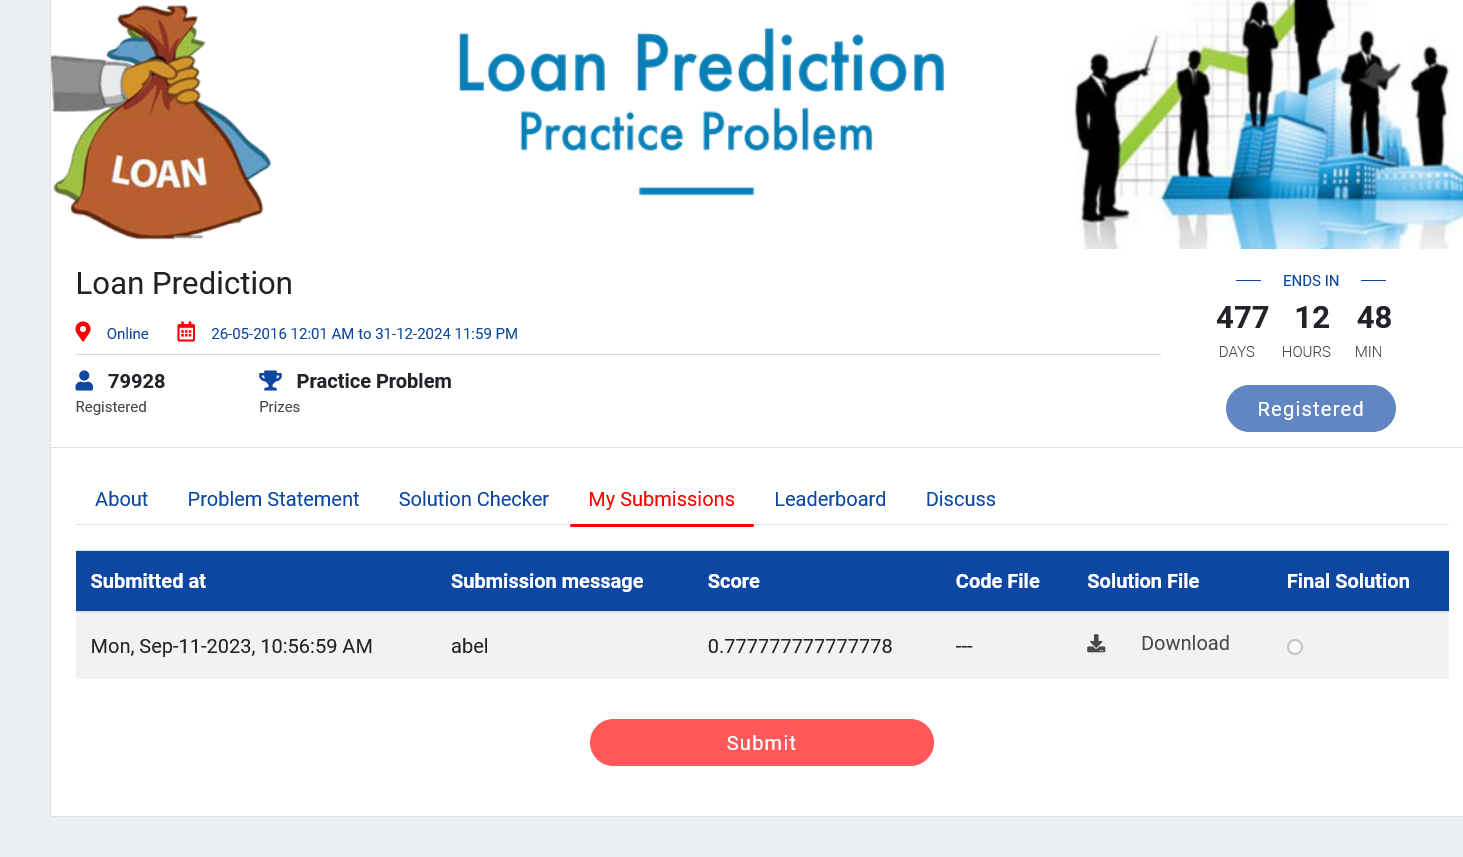 LOAN
Loan Prediction
Practice Problem
Loan Prediction
Online 26-05-2016 12:01 AM to 31-12-2024 11:59 PM
79928 Practice Problem
Registered Prizes
ENDS IN
477 12 48
DAYS HOURS MIN
Registered
About Problem Statement Solution Checker My Submissions Leaderboard Discuss
Submitted at Submission message Score Code File Solution File Final Solution
Mon, Sep-11-2023, 10:56:59 AM abel 0.777777777777778 --- Download
Submit